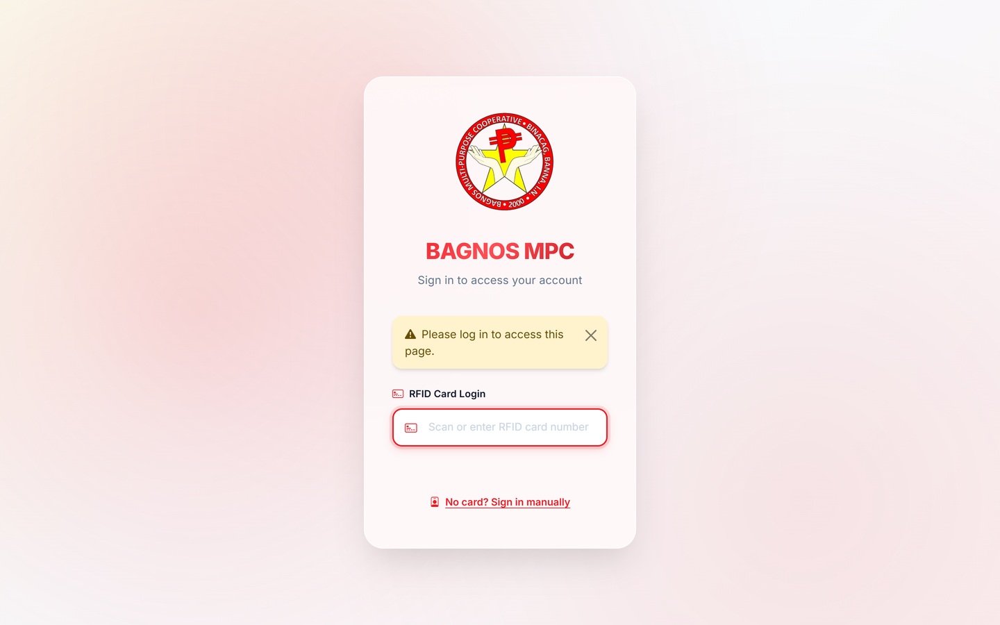 BAGNOS MULTI-PURPOSE COOPERATIVE • BINACAG, BANNA, I.N. • 2000 •
₱
BAGNOS MPC
Sign in to access your account
Please log in to access this
page.
RFID Card Login
Scan or enter RFID card number
No card? Sign in manually